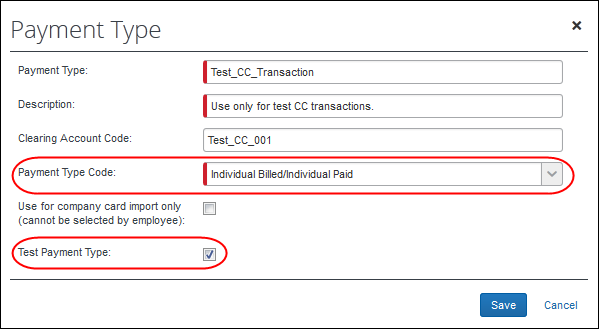 Payment Type
Payment Type: Test_CC_Transaction
Description: Use only for test CC transactions.
Clearing Account Code: Test_CC_001
Payment Type Code: Individual Billed/Individual Paid
Use for company card import only
(cannot be selected by employee):
Test Payment Type:
Save Cancel